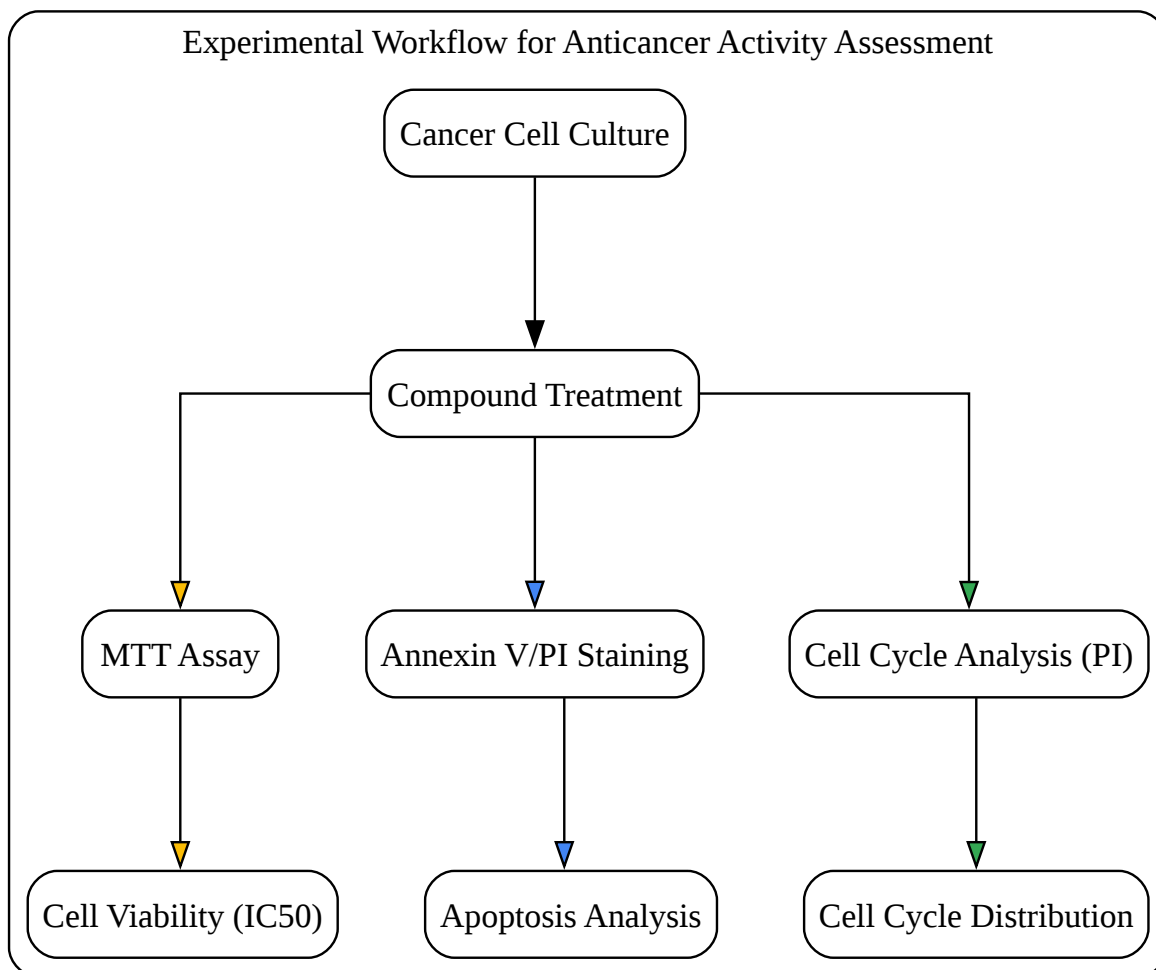 Experimental Workflow for Anticancer Activity Assessment
Cancer Cell Culture
Compound Treatment
MTT Assay
Annexin V/PI Staining
Cell Cycle Analysis (PI)
Cell Viability (IC50)
Apoptosis Analysis
Cell Cycle Distribution